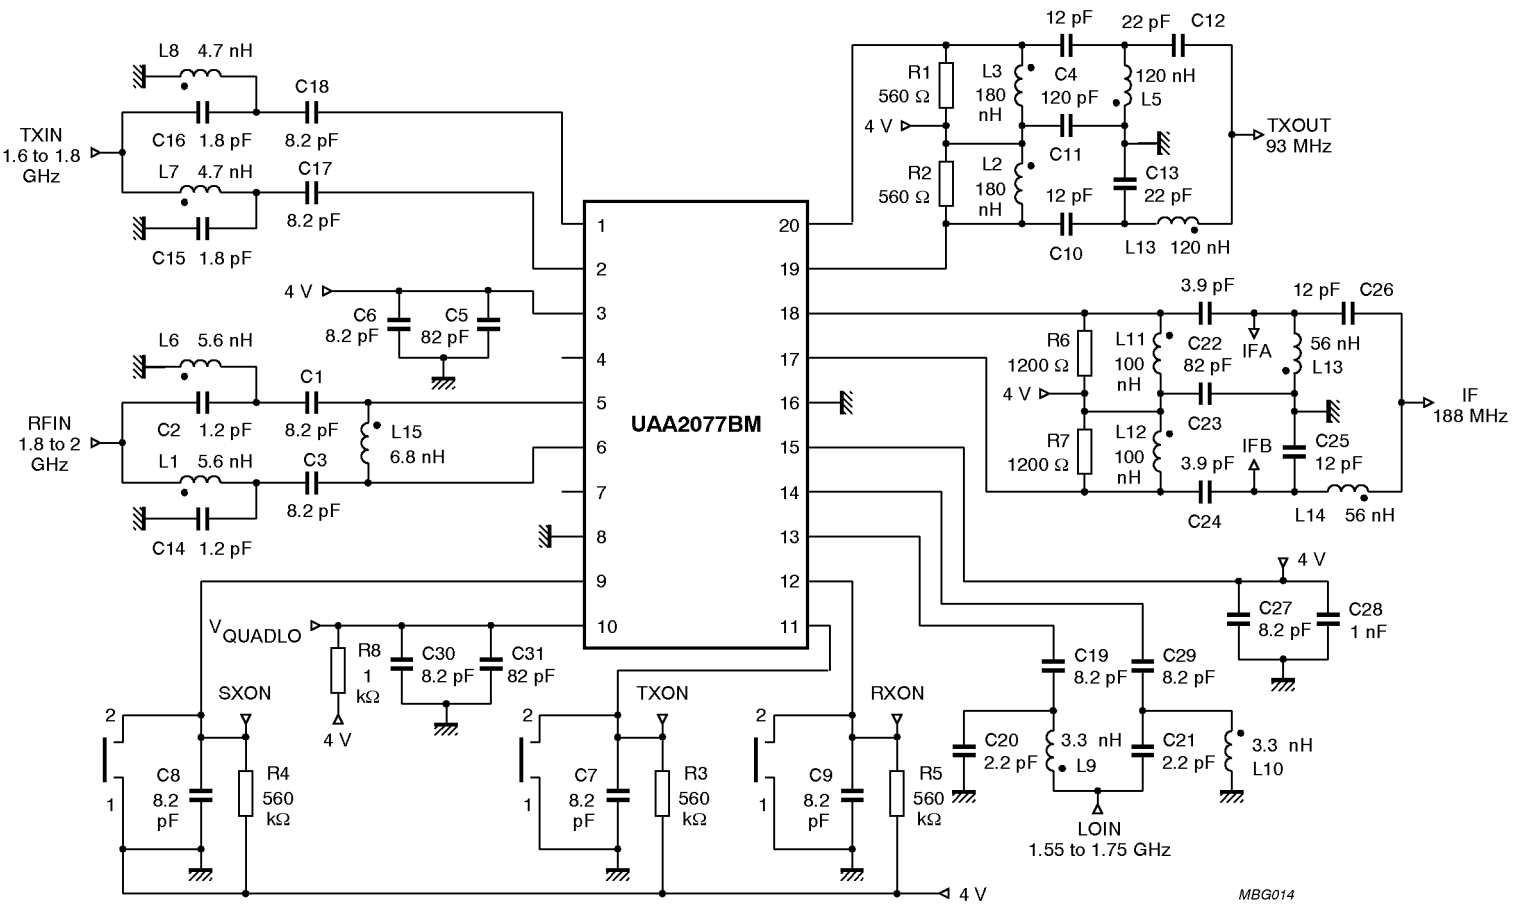 L8 4.7 nH
C18
C16 1.8 pF 8.2 pF
TXIN
1.6 to 1.8
GHz
L7 4.7 nH C17
8.2 pF
C15 1.8 pF
4 V
C6
8.2 pF
C5
82 pF
L6 5.6 nH
C1
C2 1.2 pF 8.2 pF
RFIN
1.8 to 2
GHz
L15
6.8 nH
L1 5.6 nH C3
8.2 pF
C14 1.2 pF
1
2
3
4
5
6
7
8
9
10
UAA2077BM
20
19
18
17
16
15
14
13
12
11
12 pF 22 pF C12
R1
560 Ω
L3
180
nH
C4
120 pF
120 nH
L5
4 V
C11
TXOUT
93 MHz
R2
560 Ω
L2
180
nH
12 pF
C13
22 pF
C10
L13 120 nH
3.9 pF 12 pF C26
R6
1200 Ω
L11
100
nH
C22
82 pF
IFA
56 nH
L13
4 V
C23
IF
188 MHz
R7
1200 Ω
L12
100
nH
3.9 pF
IFB
C25
12 pF
C24
L14 56 nH
4 V
C27
8.2 pF
C28
1 nF
C19
8.2 pF
C29
8.2 pF
C20
2.2 pF
3.3 nH
L9
C21
2.2 pF
3.3 nH
L10
LOIN
1.55 to 1.75 GHz
VQUADLO
R8
1
kΩ
C30
8.2 pF
C31
82 pF
4 V
SXON
2
1
C8
8.2
pF
R4
560
kΩ
TXON
2
1
C7
8.2
pF
R3
560
kΩ
RXON
2
1
C9
8.2
pF
R5
560
kΩ
4 V
MBG014